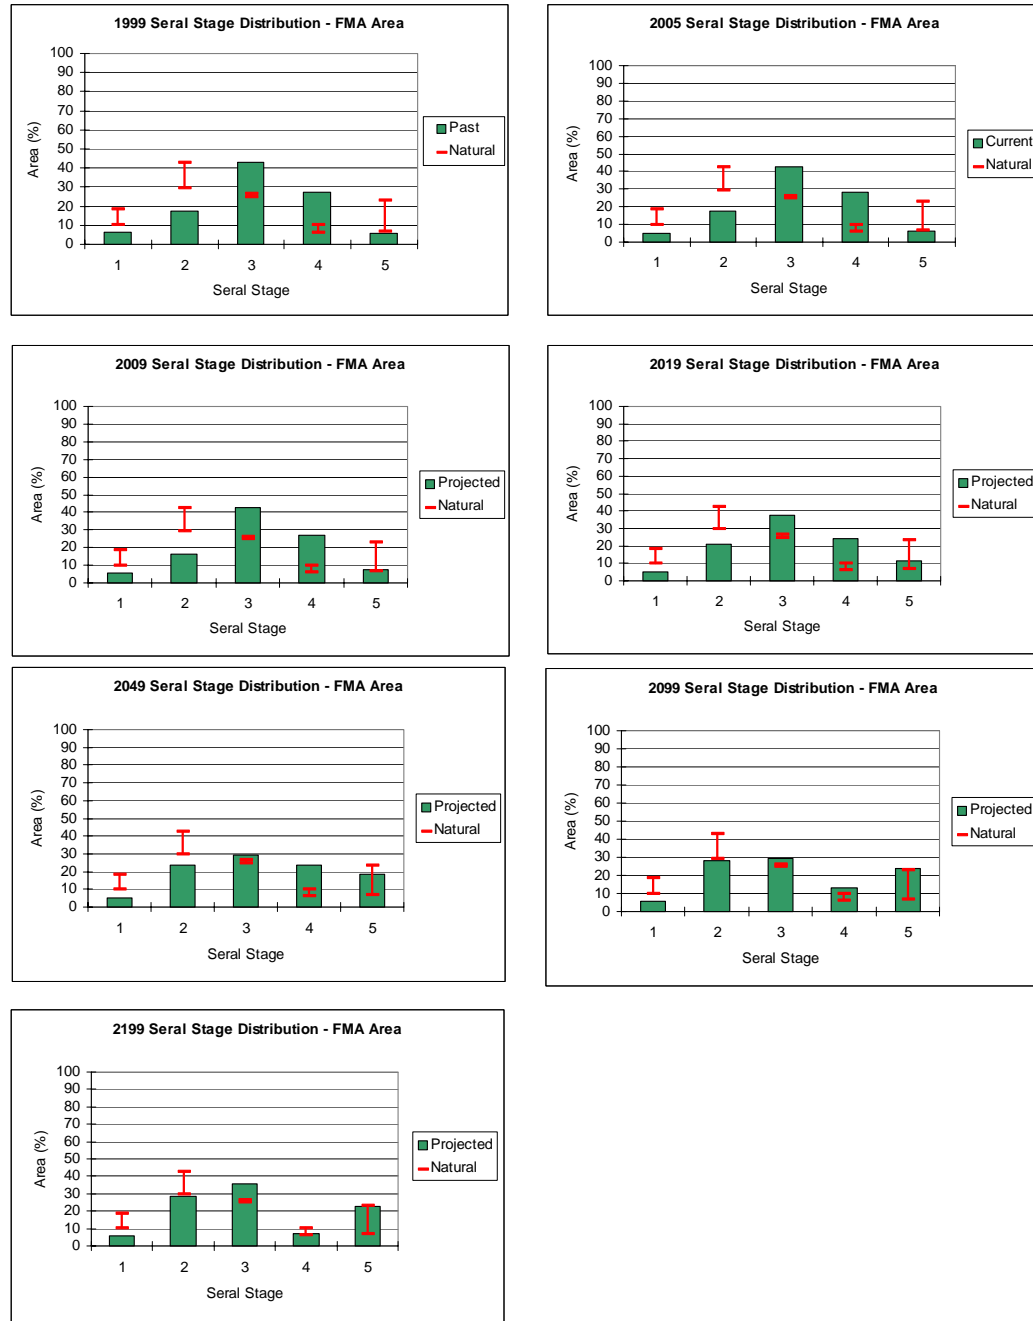 1999 Seral Stage Distribution - FMA Area
100
90
80
70
60
50
40
30
20
10
0
Area (%)
1 2 3 4 5
Seral Stage
Past
Natural
2005 Seral Stage Distribution - FMA Area
100
90
80
70
60
50
40
30
20
10
0
Area (%)
1 2 3 4 5
Seral Stage
Current
Natural
2009 Seral Stage Distribution - FMA Area
100
90
80
70
60
50
40
30
20
10
0
Area (%)
1 2 3 4 5
Seral Stage
Projected
Natural
2019 Seral Stage Distribution - FMA Area
100
90
80
70
60
50
40
30
20
10
0
Area (%)
1 2 3 4 5
Seral Stage
Projected
Natural
2049 Seral Stage Distribution - FMA Area
100
90
80
70
60
50
40
30
20
10
0
Area (%)
1 2 3 4 5
Seral Stage
Projected
Natural
2099 Seral Stage Distribution - FMA Area
100
90
80
70
60
50
40
30
20
10
0
Area (%)
1 2 3 4 5
Seral Stage
Projected
Natural
2199 Seral Stage Distribution - FMA Area
100
90
80
70
60
50
40
30
20
10
0
Area (%)
1 2 3 4 5
Seral Stage
Projected
Natural